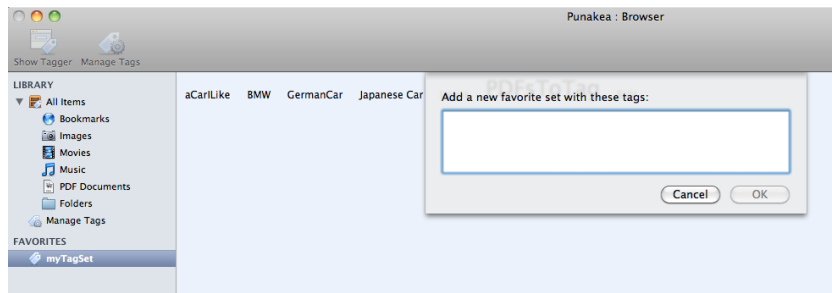 Punakea : Browser
Show Tagger Manage Tags
LIBRARY
All Items
Bookmarks
Images
Movies
Music
PDF Documents
Folders
Manage Tags
FAVORITES
myTagSet
aCarILike BMW GermanCar Japanese Car PDFsToTag
Add a new favorite set with these tags:
Cancel OK